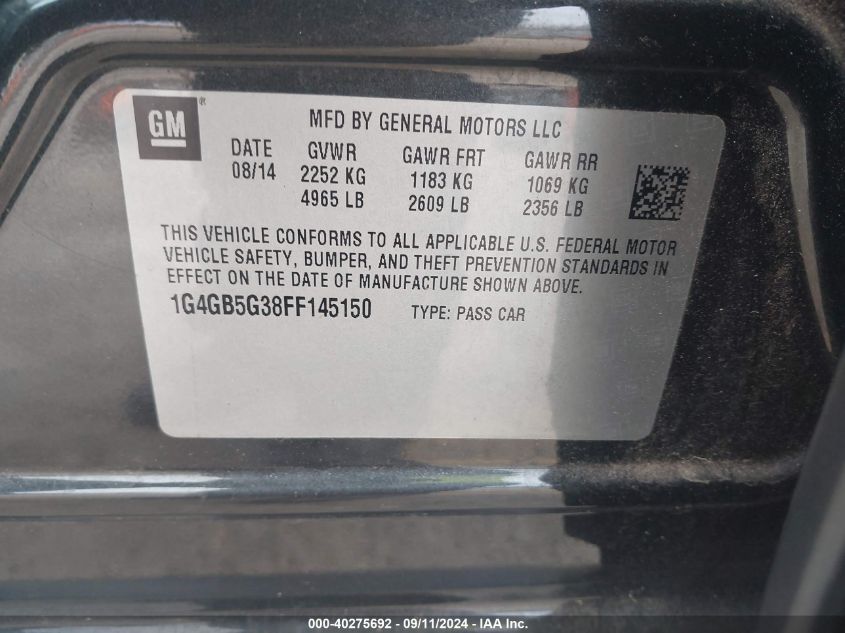 GM ®
MFD BY GENERAL MOTORS LLC
DATE GVWR GAWR FRT GAWR RR
08/14 2252 KG 1183 KG 1069 KG
4965 LB 2609 LB 2356 LB
THIS VEHICLE CONFORMS TO ALL APPLICABLE U.S. FEDERAL MOTOR
VEHICLE SAFETY, BUMPER, AND THEFT PREVENTION STANDARDS IN
EFFECT ON THE DATE OF MANUFACTURE SHOWN ABOVE.
1G4GB5G38FF145150 TYPE: PASS CAR
000-40275692 - 09/11/2024 - © IAA Inc.